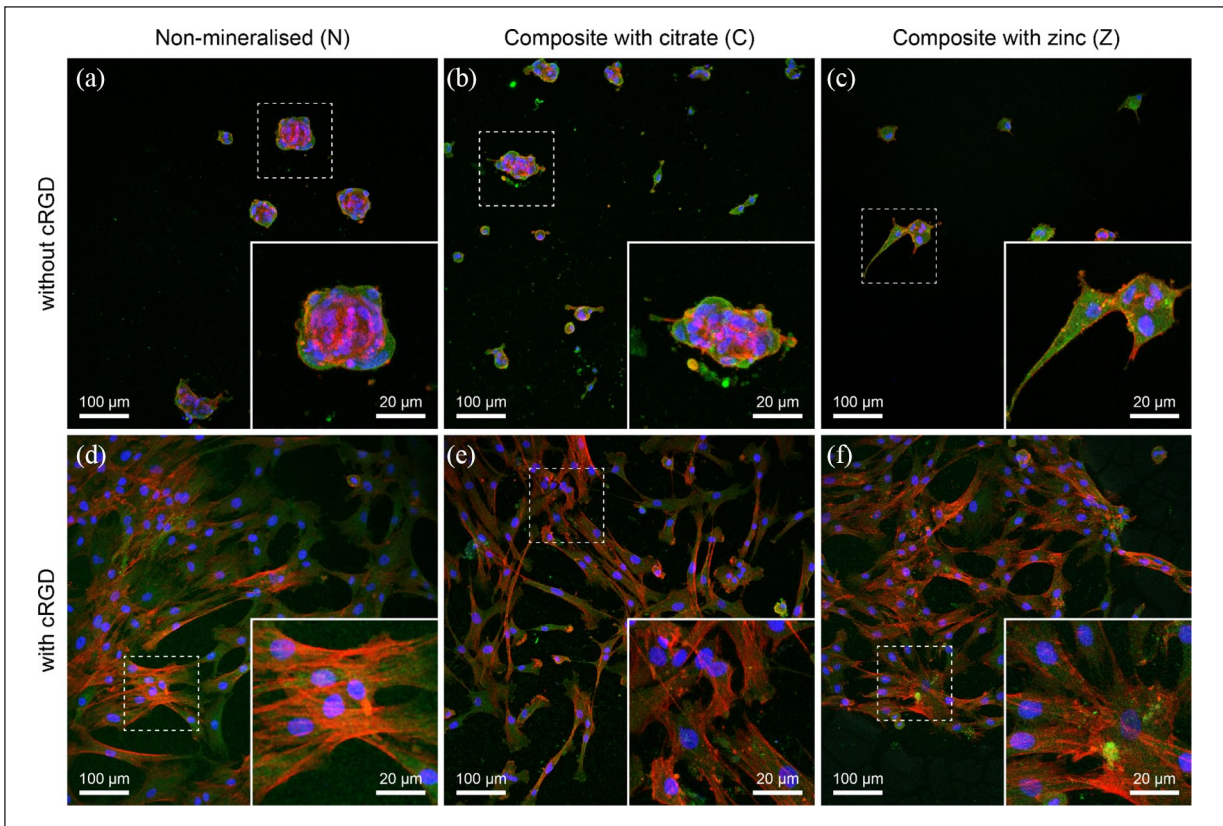 Non-mineralised (N)
Composite with citrate (C)
Composite with zinc (Z)
without cRGD
(a)
100 µm
20 µm
(b)
100 µm
20 µm
(c)
100 µm
20 µm
with cRGD
(d)
100 µm
20 µm
(e)
100 µm
20 µm
(f)
100 µm
20 µm